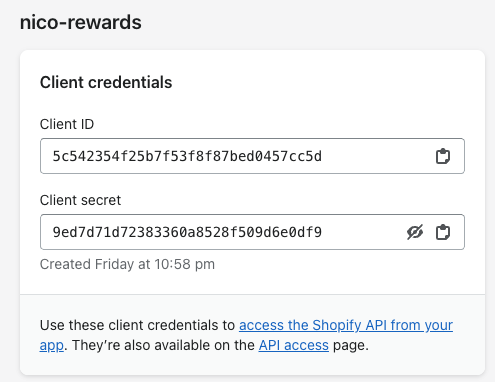 nico-rewards
Client credentials
Client ID
5c542354f25b7f53f8f87bed0457cc5d
Client secret
9ed7d71d72383360a8528f509d6e0df9
Created Friday at 10:58 pm
Use these client credentials to access the Shopify API from your
app. They’re also available on the API access page.